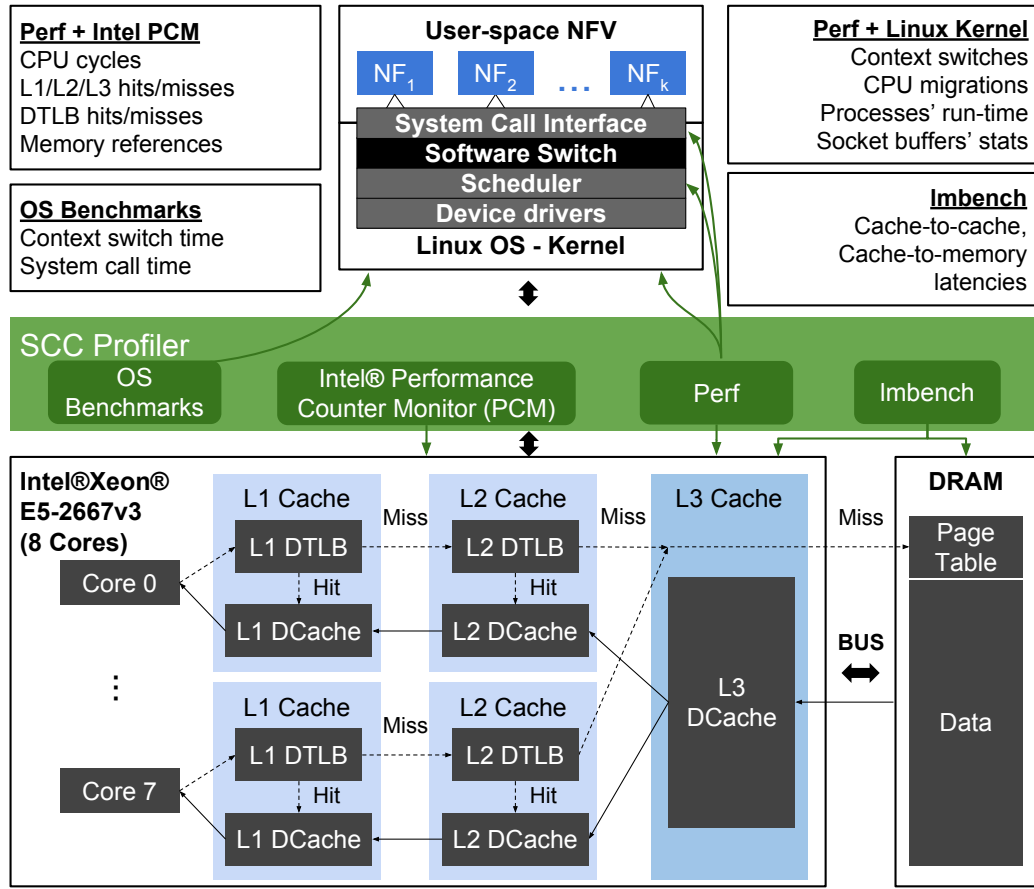 Perf + Intel PCM
CPU cycles
L1/L2/L3 hits/misses
DTLB hits/misses
Memory references
User-space NFV
NF1
NF2
...
NFk
System Call Interface
Software Switch
Scheduler
Device drivers
Linux OS - Kernel
Perf + Linux Kernel
Context switches
CPU migrations
Processes' run-time
Socket buffers' stats
OS Benchmarks
Context switch time
System call time
Imbench
Cache-to-cache,
Cache-to-memory
latencies
SCC Profiler
OS
Benchmarks
Intel® Performance
Counter Monitor (PCM)
Perf
Imbench
Intel®Xeon®
E5-2667v3
(8 Cores)
L1 Cache
Miss
L2 Cache
Miss
L3 Cache
Miss
DRAM
L1 DTLB
L2 DTLB
Page
Table
Core 0
Hit
Hit
L1 DCache
L2 DCache
BUS
...
L3
DCache
Data
L1 Cache
Miss
L2 Cache
L1 DTLB
L2 DTLB
Core 7
Hit
Hit
L1 DCache
L2 DCache